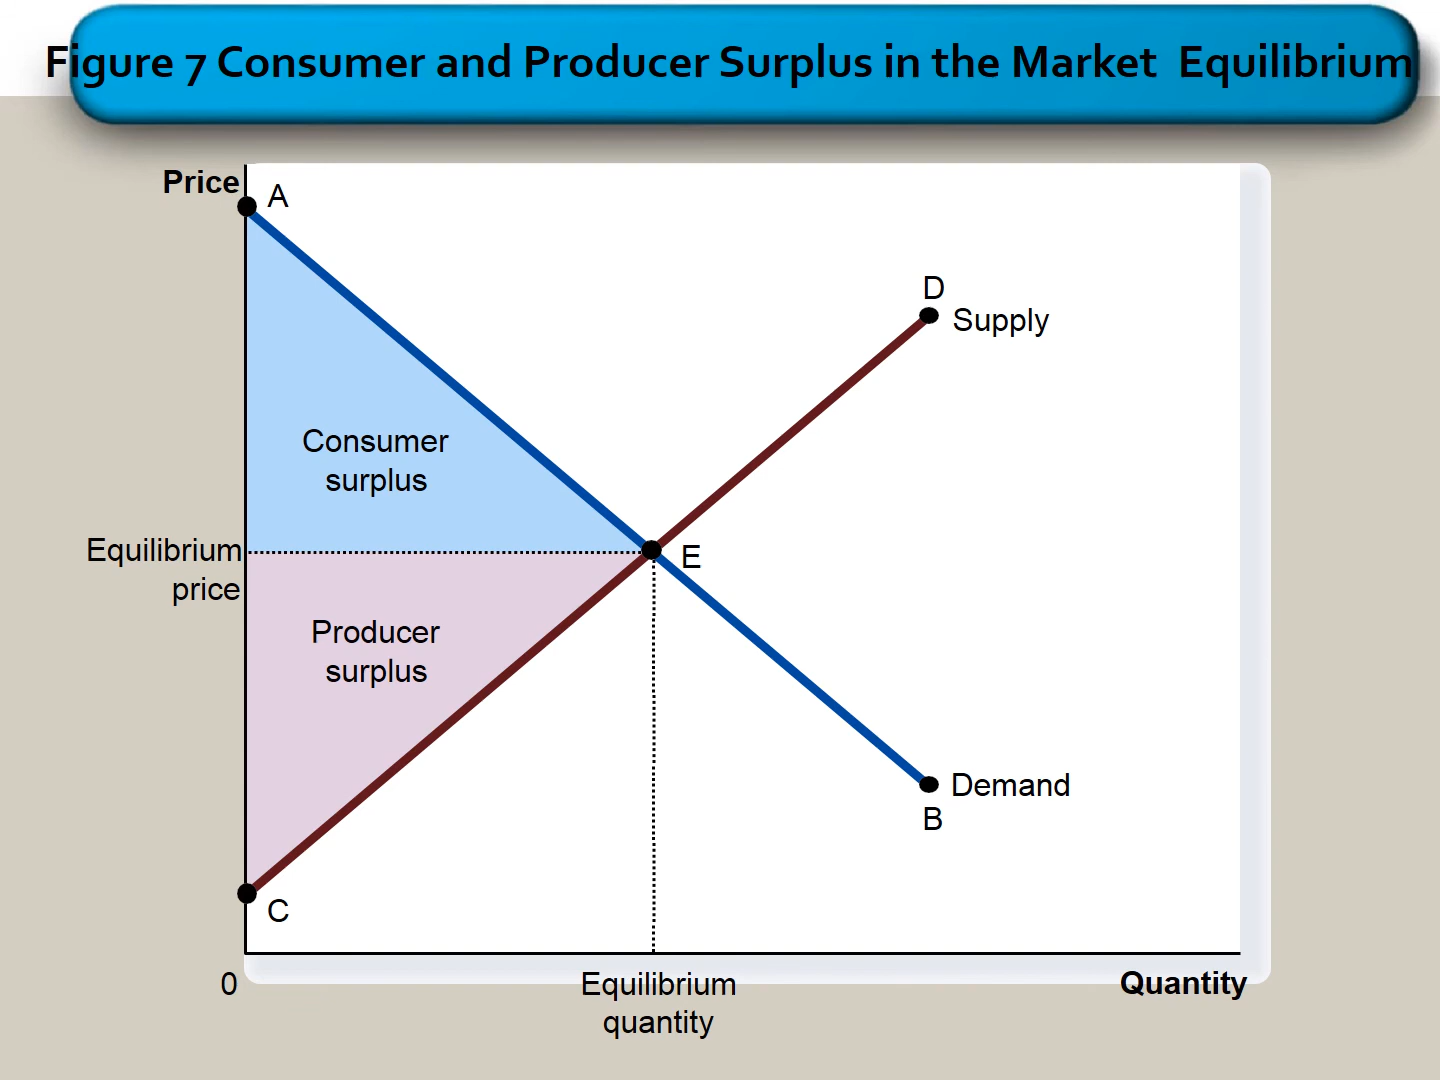 Figure 7 Consumer and Producer Surplus in the Market Equilibrium
Price
A
D
Supply
Consumer
surplus
Equilibrium
price
E
Producer
surplus
Demand
B
C
0
Equilibrium
quantity
Quantity